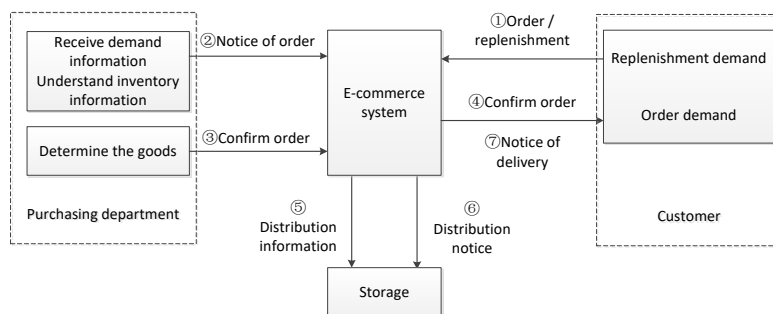 Receive demand
information
Understand inventory
information
②Notice of order
①Order /
replenishment
E-commerce
system
Replenishment demand
Order demand
④Confirm order
③Confirm order
Determine the goods
⑦Notice of
delivery
Purchasing department
⑤
Distribution
information
⑥
Distribution
notice
Customer
Storage